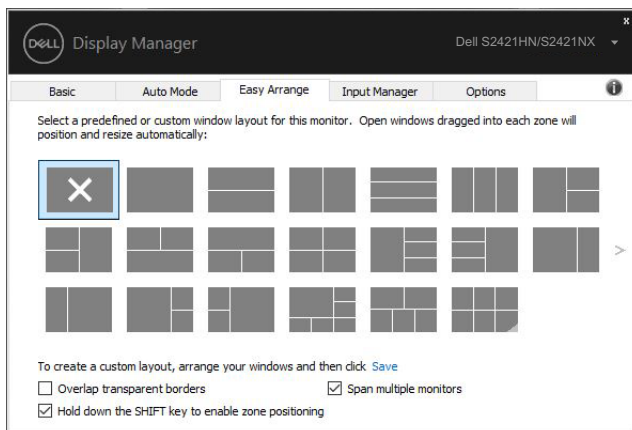 x
DELL Display Manager Dell S2421HN/S2421NX
Basic Auto Mode Easy Arrange Input Manager Options
Select a predefined or custom window layout for this monitor. Open windows dragged into each zone will
position and resize automatically:
>
To create a custom layout, arrange your windows and then click Save
Overlap transparent borders Span multiple monitors
Hold down the SHIFT key to enable zone positioning